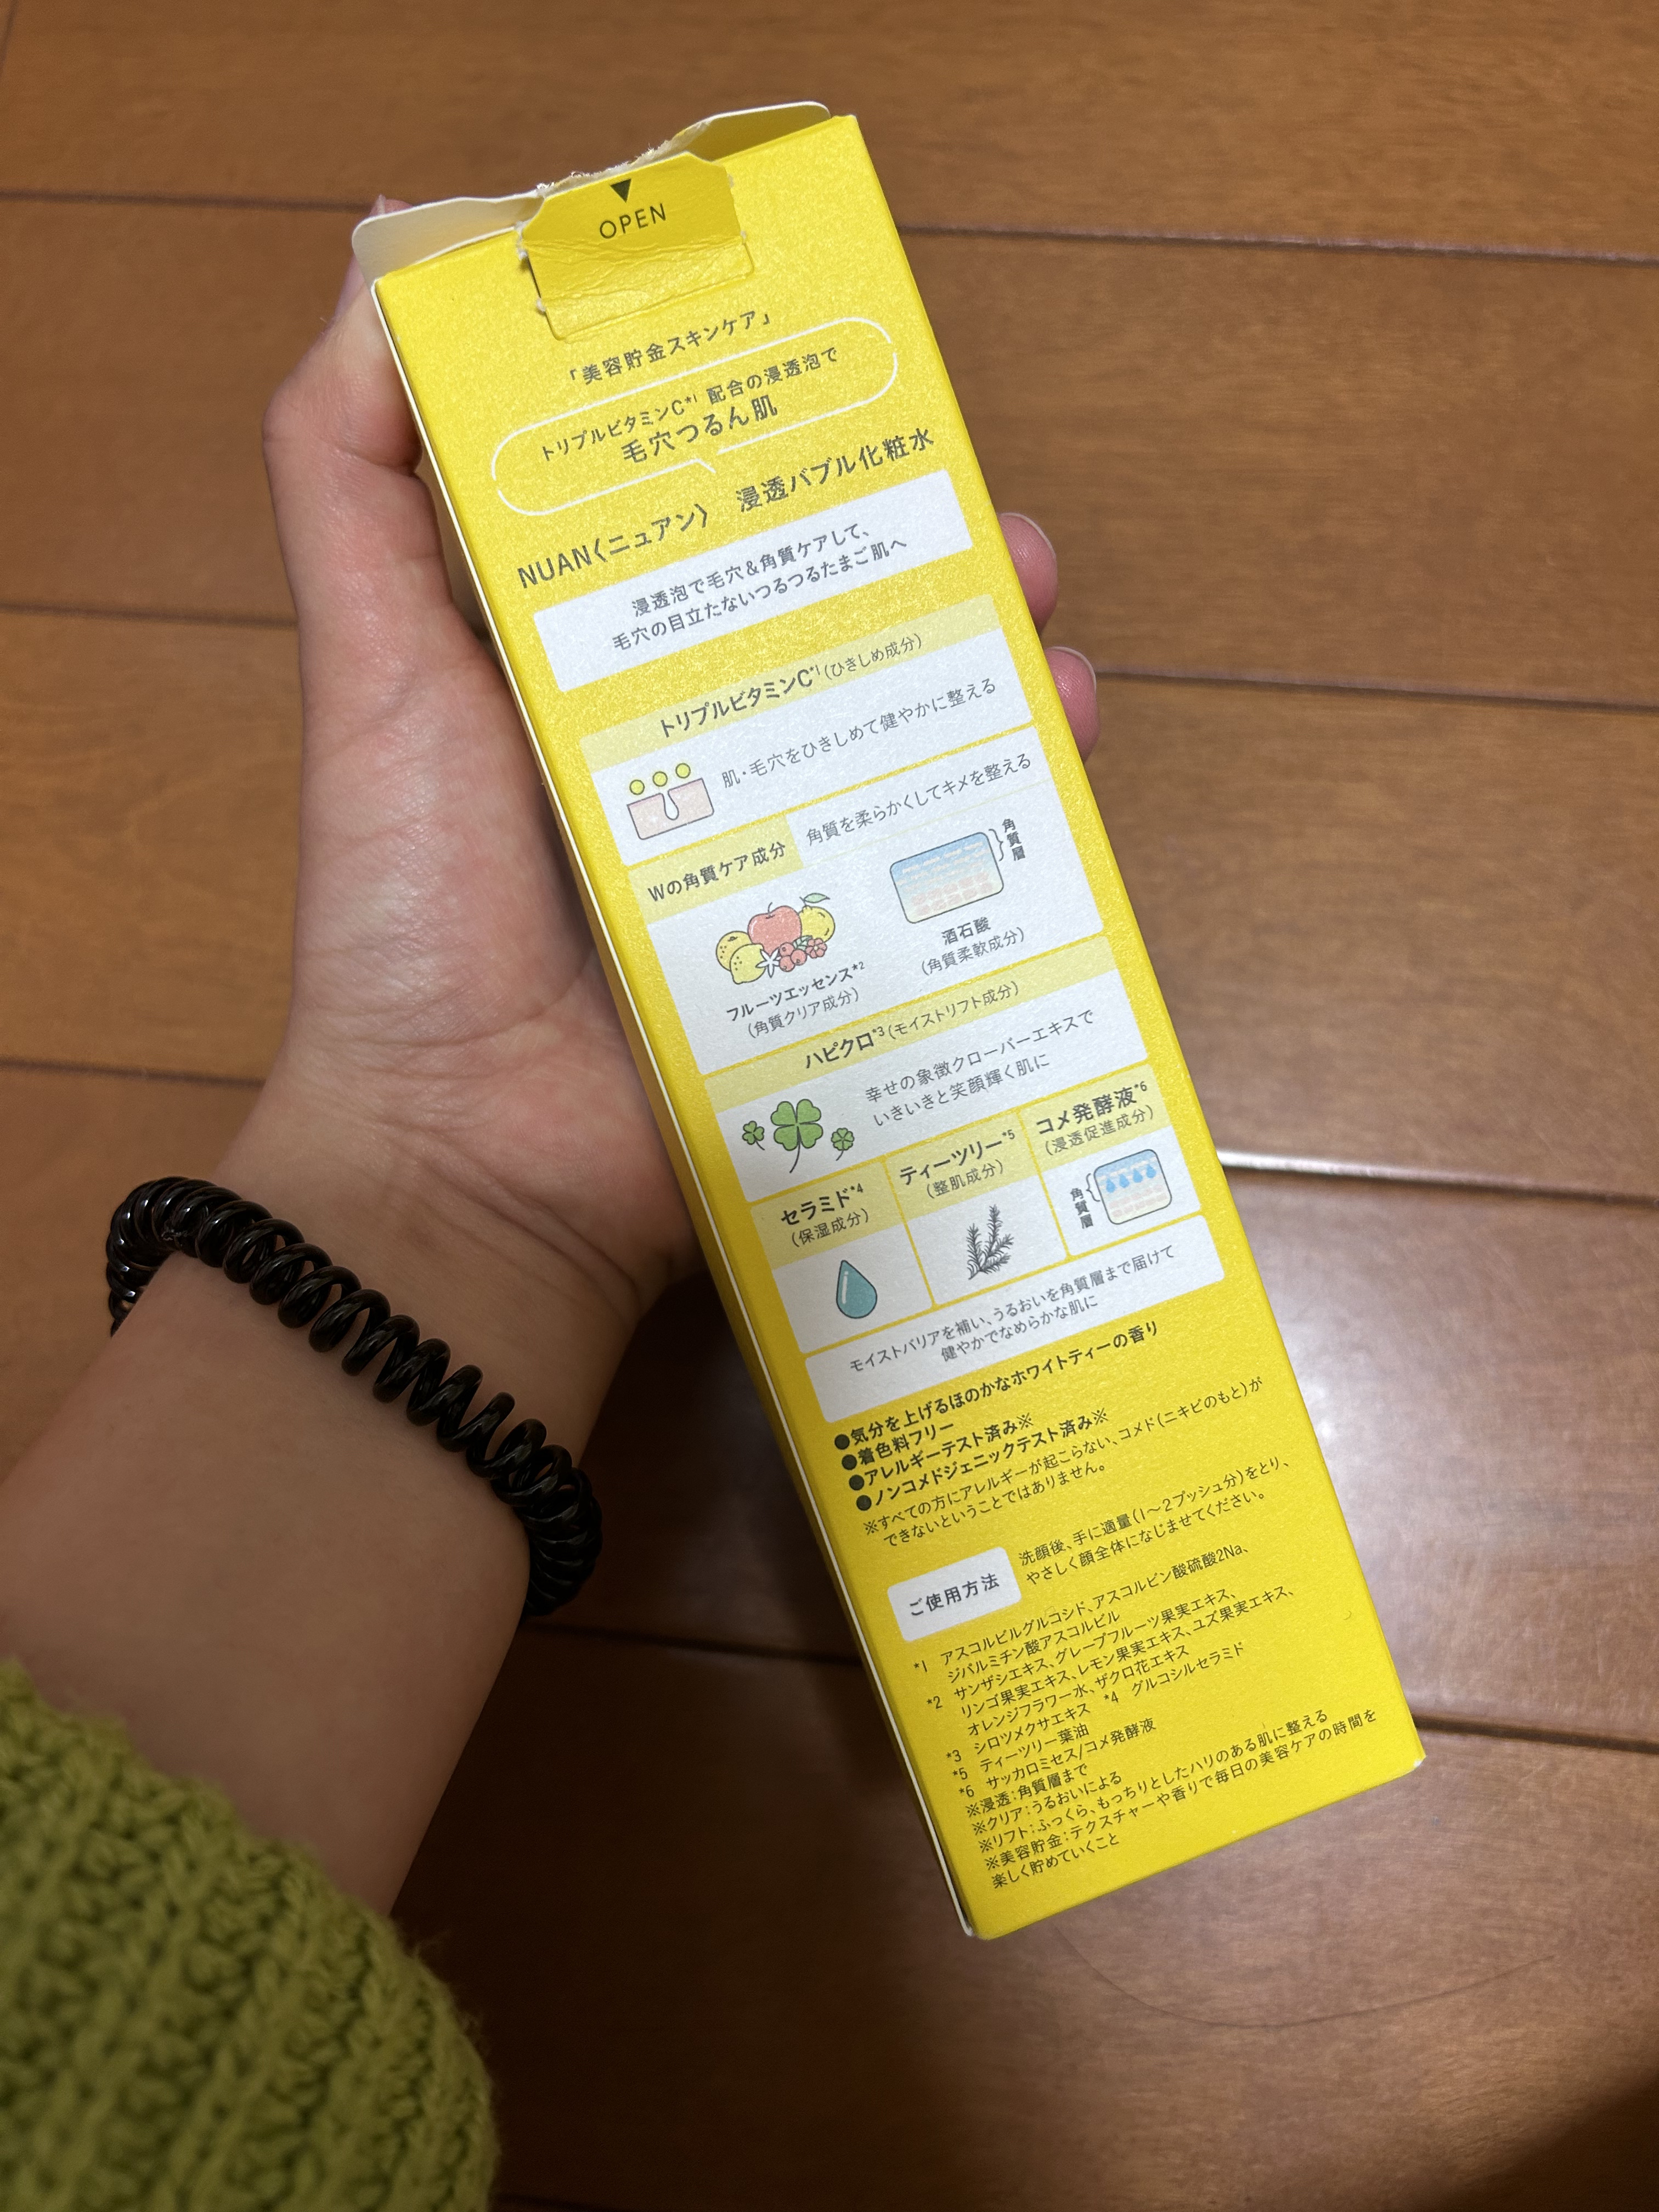 OPEN
「美容貯金スキンケア」
トリプルビタミンC*1 配合の浸透泡で
毛穴つるん肌
NUAN〈ニュアン〉 浸透バブル化粧水
浸透泡で毛穴&角質ケアして、
毛穴の目立たないつるつるたまご肌へ
トリプルビタミンC*1(ひきしめ成分)
肌・毛穴をひきしめて健やかに整える
Wの角質ケア成分
角質を柔らかくしてキメを整える
角質層
フルーツエッセンス*2
(角質クリア成分)
酒石酸
(角質柔軟成分)
ハピクロ*3(モイストリフト成分)
幸せの象徴クローバーエキスで
いきいきと笑顔輝く肌に
セラミド*4
(保湿成分)
ティーツリー*5
(整肌成分)
コメ発酵液*6
(浸透促進成分)
角質層
モイストバリアを補い、うるおいを角質層まで届けて
健やかでなめらかな肌に
●気分を上げるほのかなホワイトティーの香り
●着色料フリー
●アレルギーテスト済み※
●ノンコメドジェニックテスト済み※
※すべての方にアレルギーが起こらない、コメド(ニキビのもと)が
できないということではありません。
ご使用方法
洗顔後、手に適量(1〜2プッシュ分)をとり、
やさしく顔全体になじませてください。
*1 アスコルビルグルコシド、アスコルビン酸硫酸2Na、
ジパルミチン酸アスコルビル
*2 サンザシエキス、グレープフルーツ果実エキス、
リンゴ果実エキス、レモン果実エキス、ユズ果実エキス、
オレンジフラワー水、ザクロ花エキス
*3 シロツメクサエキス *4 グルコシルセラミド
*5 ティーツリー葉油
*6 サッカロミセス/コメ発酵液
※浸透:角質層まで
※クリア:うるおいによる
※リフト:ふっくら、もっちりとしたハリのある肌に整える
※美容貯金:テクスチャーや香りで毎日の美容ケアの時間を
楽しく貯めていくこと